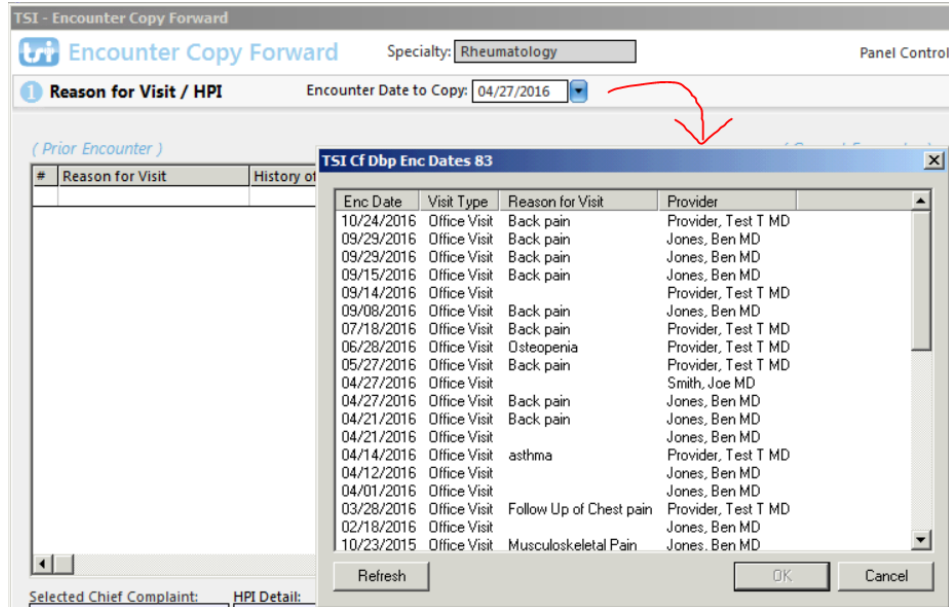 TSI - Encounter Copy Forward
tsi Encounter Copy Forward Specialty: Rheumatology Panel Control
1 Reason for Visit / HPI Encounter Date to Copy: 04/27/2016
( Prior Encounter )
TSI Cf Dbp Enc Dates 83
# Reason for Visit History of
Enc Date Visit Type Reason for Visit Provider
10/24/2016 Office Visit Back pain Provider, Test T MD
09/29/2016 Office Visit Back pain Jones, Ben MD
09/29/2016 Office Visit Back pain Jones, Ben MD
09/15/2016 Office Visit Back pain Jones, Ben MD
09/14/2016 Office Visit Provider, Test T MD
09/08/2016 Office Visit Back pain Jones, Ben MD
07/18/2016 Office Visit Back pain Provider, Test T MD
06/28/2016 Office Visit Osteopenia Provider, Test T MD
05/27/2016 Office Visit Back pain Provider, Test T MD
04/27/2016 Office Visit Smith, Joe MD
04/27/2016 Office Visit Back pain Jones, Ben MD
04/21/2016 Office Visit Back pain Jones, Ben MD
04/21/2016 Office Visit Jones, Ben MD
04/14/2016 Office Visit asthma Provider, Test T MD
04/12/2016 Office Visit Jones, Ben MD
04/01/2016 Office Visit Jones, Ben MD
03/28/2016 Office Visit Follow Up of Chest pain Provider, Test T MD
02/18/2016 Office Visit Jones, Ben MD
10/23/2015 Office Visit Musculoskeletal Pain Jones, Ben MD
Refresh OK Cancel
Selected Chief Complaint: HPI Detail: